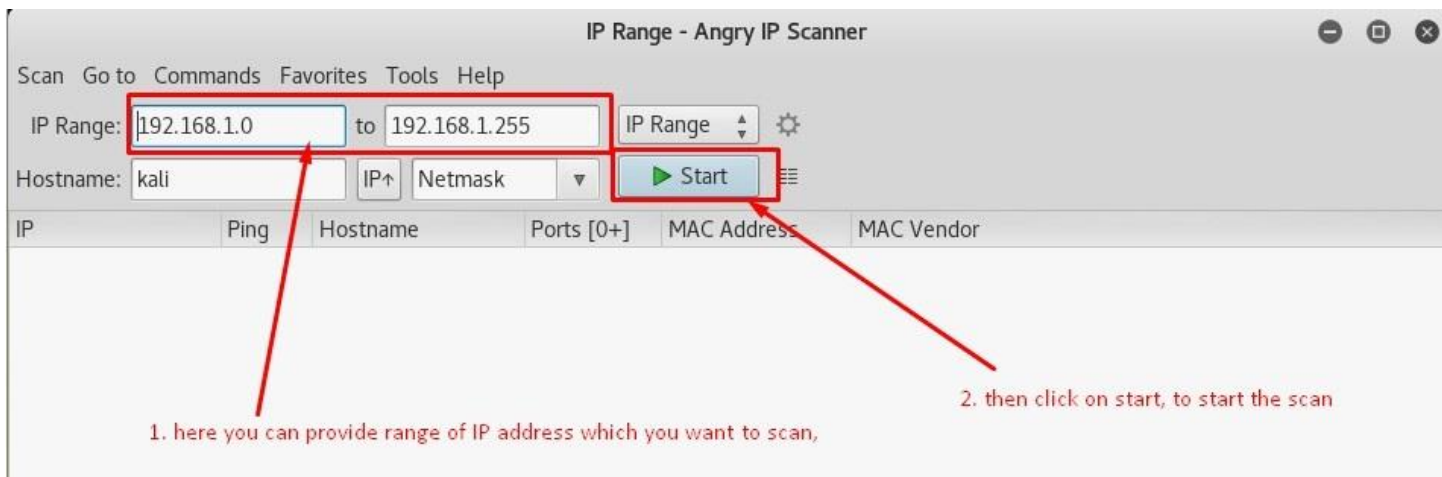 IP Range - Angry IP Scanner
Scan Go to Commands Favorites Tools Help
IP Range: 192.168.1.0 to 192.168.1.255 IP Range
Hostname: kali IP↑ Netmask Start
IP Ping Hostname Ports [0+] MAC Address MAC Vendor
2. then click on start, to start the scan
1. here you can provide range of IP address which you want to scan,